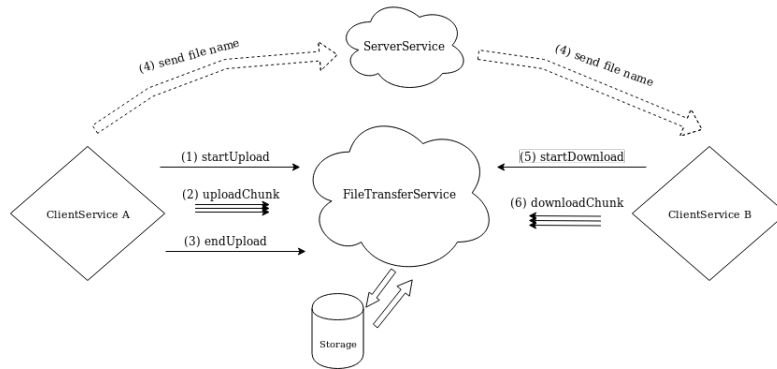 (4) send file name
ServerService
(4) send file name
(1) startUpload
(5) startDownload
(2) uploadChunk
FileTransferService
(6) downloadChunk
ClientService A
ClientService B
(3) endUpload
Storage